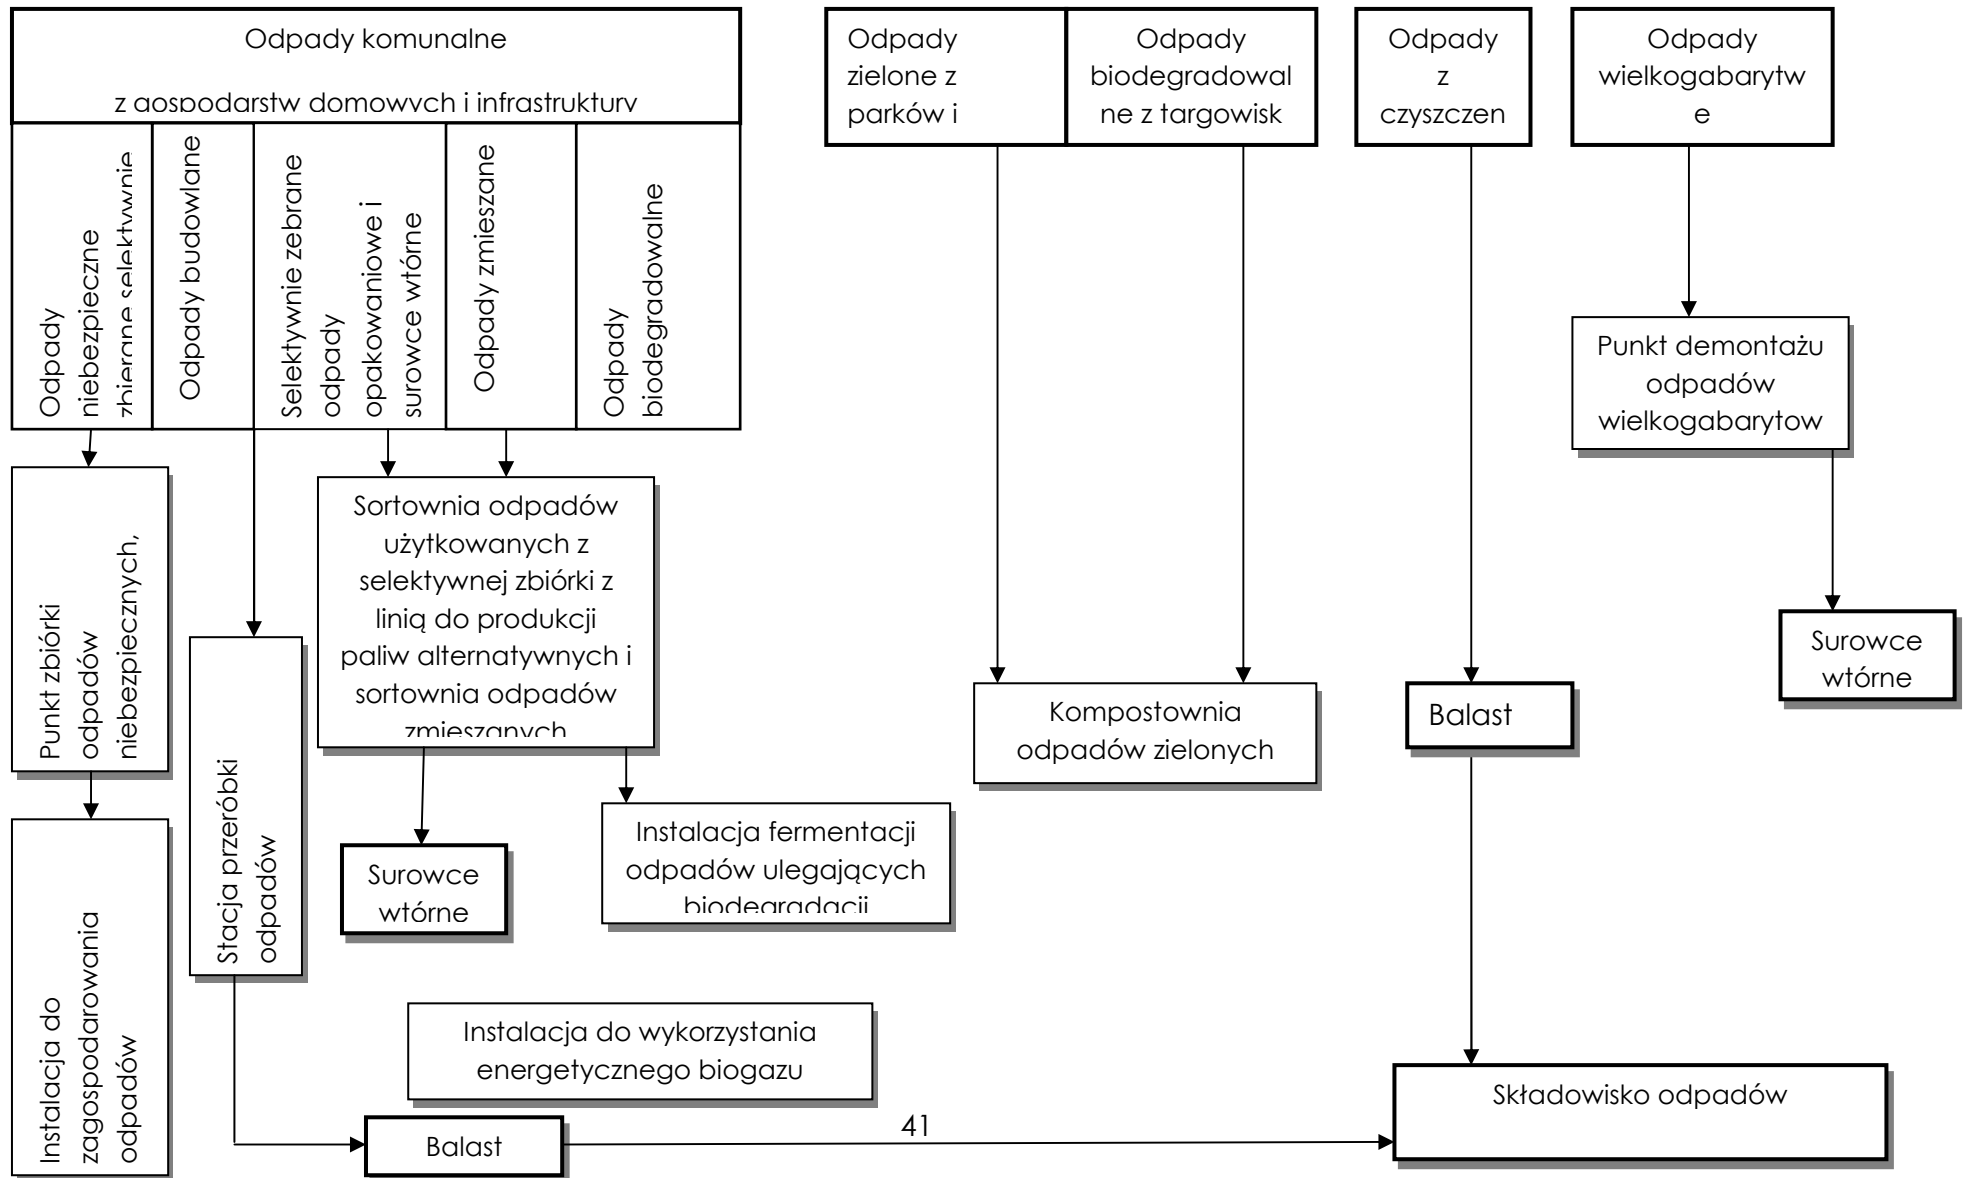 Odpady komunalne
z gospodarstw domowych i infrastruktury
Odpady
niebezpieczne
zbierane selektywnie
Odpady budowlane
Selektywnie zebrane
odpady
opakowaniowe i
surowce wtórne
Odpady zmieszane
Odpady
biodegradowalne
Odpady
zielone z
parków i
Odpady
biodegradowal
ne z targowisk
Odpady
z
czyszczen
Odpady
wielkogabarytw
e
Punkt demontażu
odpadów
wielkogabarytow
Surowce
wtórne
Punkt zbiórki
odpadów
niebezpiecznych,
Sortownia odpadów
użytkowanych z
selektywnej zbiórki z
linią do produkcji
paliw alternatywnych i
sortownia odpadów
zmieszanych
Stacja przeróbki
odpadów
Kompostownia
odpadów zielonych
Balast
Surowce
wtórne
Instalacja fermentacji
odpadów ulegających
biodegradacji
Instalacja do
zagospodarowania
odpadów
Instalacja do wykorzystania
energetycznego biogazu
Balast
41
Składowisko odpadów